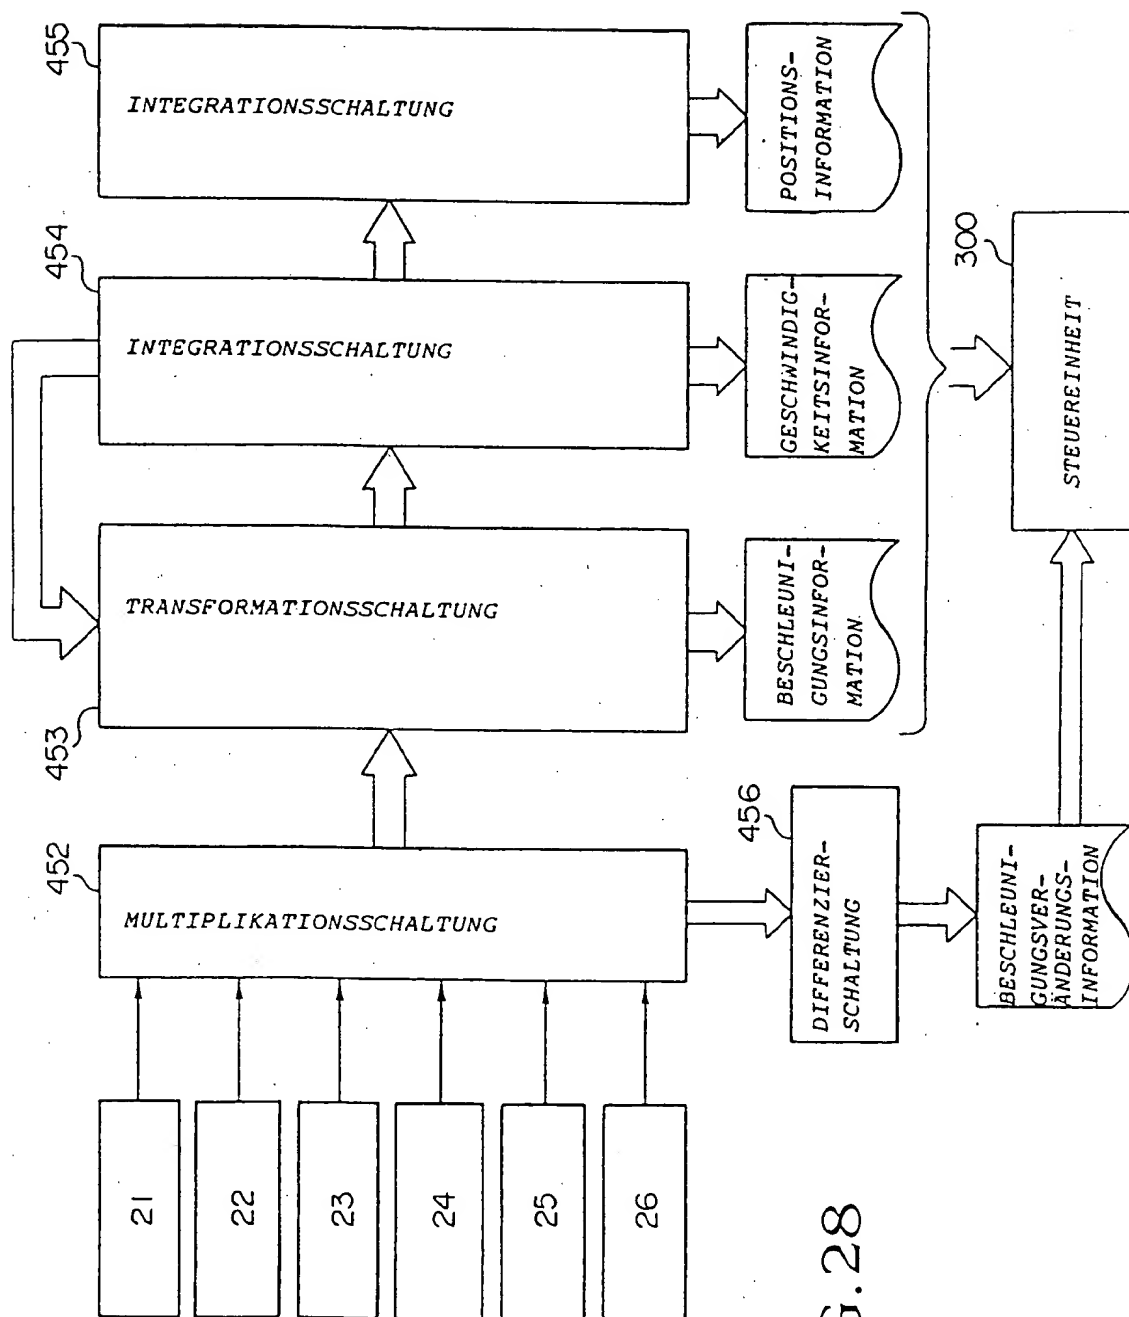 21
22
23
24
25
26
452
MULTIPLIKATIONSSCHALTUNG
453
TRANSFORMATIONSSCHALTUNG
454
INTEGRATIONSSCHALTUNG
455
INTEGRATIONSSCHALTUNG
456
DIFFERENZIER-
SCHALTUNG
BESCHLEUNI-
GUNGSVER-
ÄNDERUNGS-
INFORMATION
BESCHLEUNI-
GUNGSINFOR-
MATION
GESCHWINDIG-
KEITSINFOR-
MATION
POSITIONS-
INFORMATION
300
STEUEREINHEIT
G.28